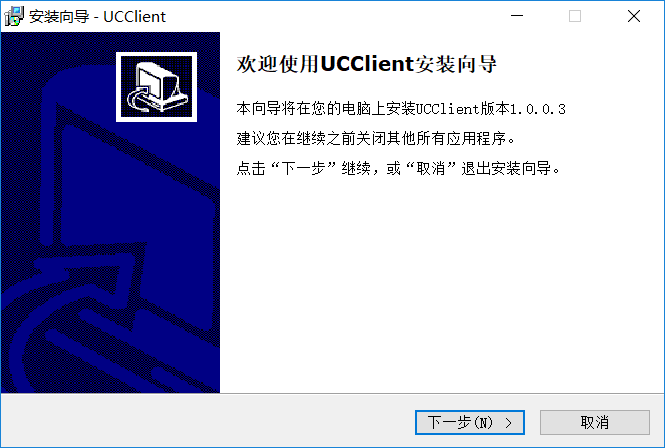 安装向导 - UCClient
欢迎使用UCClient安装向导
本向导将在您的电脑上安装UCClient版本1.0.0.3
建议您在继续之前关闭其他所有应用程序。
点击“下一步”继续，或“取消”退出安装向导。
下一步(N) >
取消